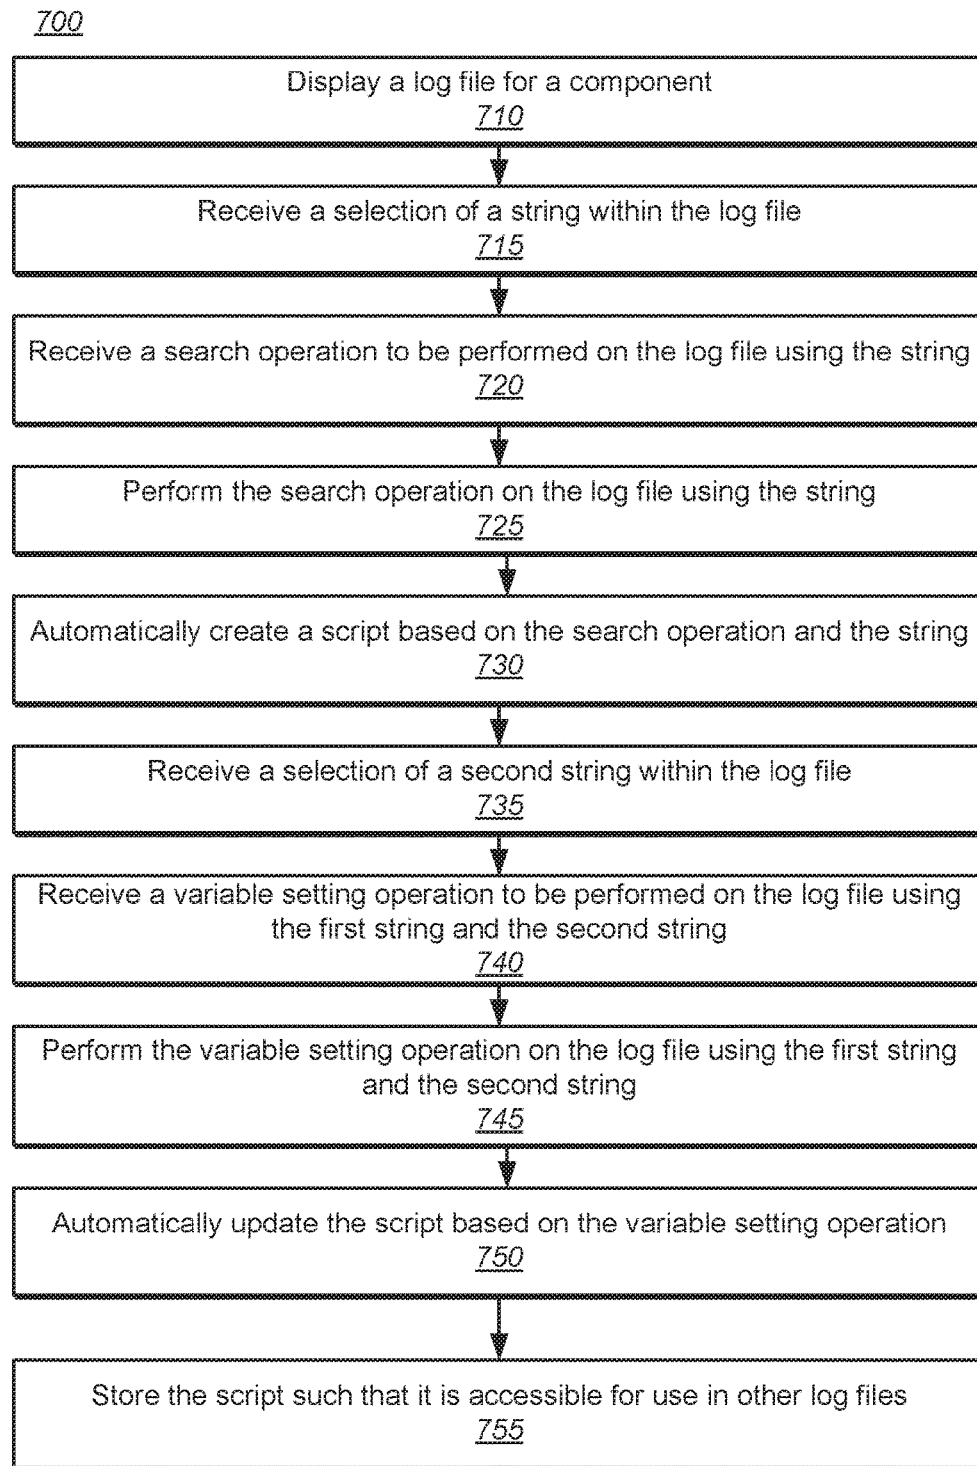 700
Display a log file for a component
710
Receive a selection of a string within the log file
715
Receive a search operation to be performed on the log file using the string
720
Perform the search operation on the log file using the string
725
Automatically create a script based on the search operation and the string
730
Receive a selection of a second string within the log file
735
Receive a variable setting operation to be performed on the log file using
the first string and the second string
740
Perform the variable setting operation on the log file using the first string
and the second string
745
Automatically update the script based on the variable setting operation
750
Store the script such that it is accessible for use in other log files
755